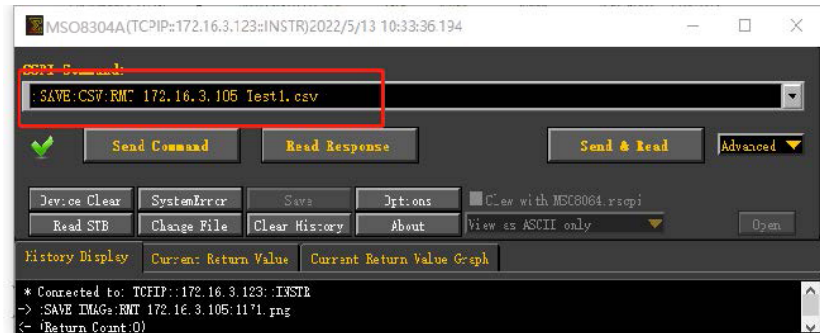 MSO8304A(TCPIP::172.16.3.123::INSTR)2022/5/13 10:33:36.194
SCPI Command:
:SAVE:CSV:RMT 172.16.3.105 Test1.csv
Send Command
Read Response
Send & Read
Advanced
Device Clear
SystemError
Save
Options
View with MSO8064.rscpi
Read STB
Change File
Clear History
About
View as ASCII only
Open
History Display
Current Return Value
Current Return Value Graph
* Connected to: TCPIP::172.16.3.123::INSTR
-> :SAVE IMAGe:RMT 172.16.3.105:1171.png
<- (Return Count:0)